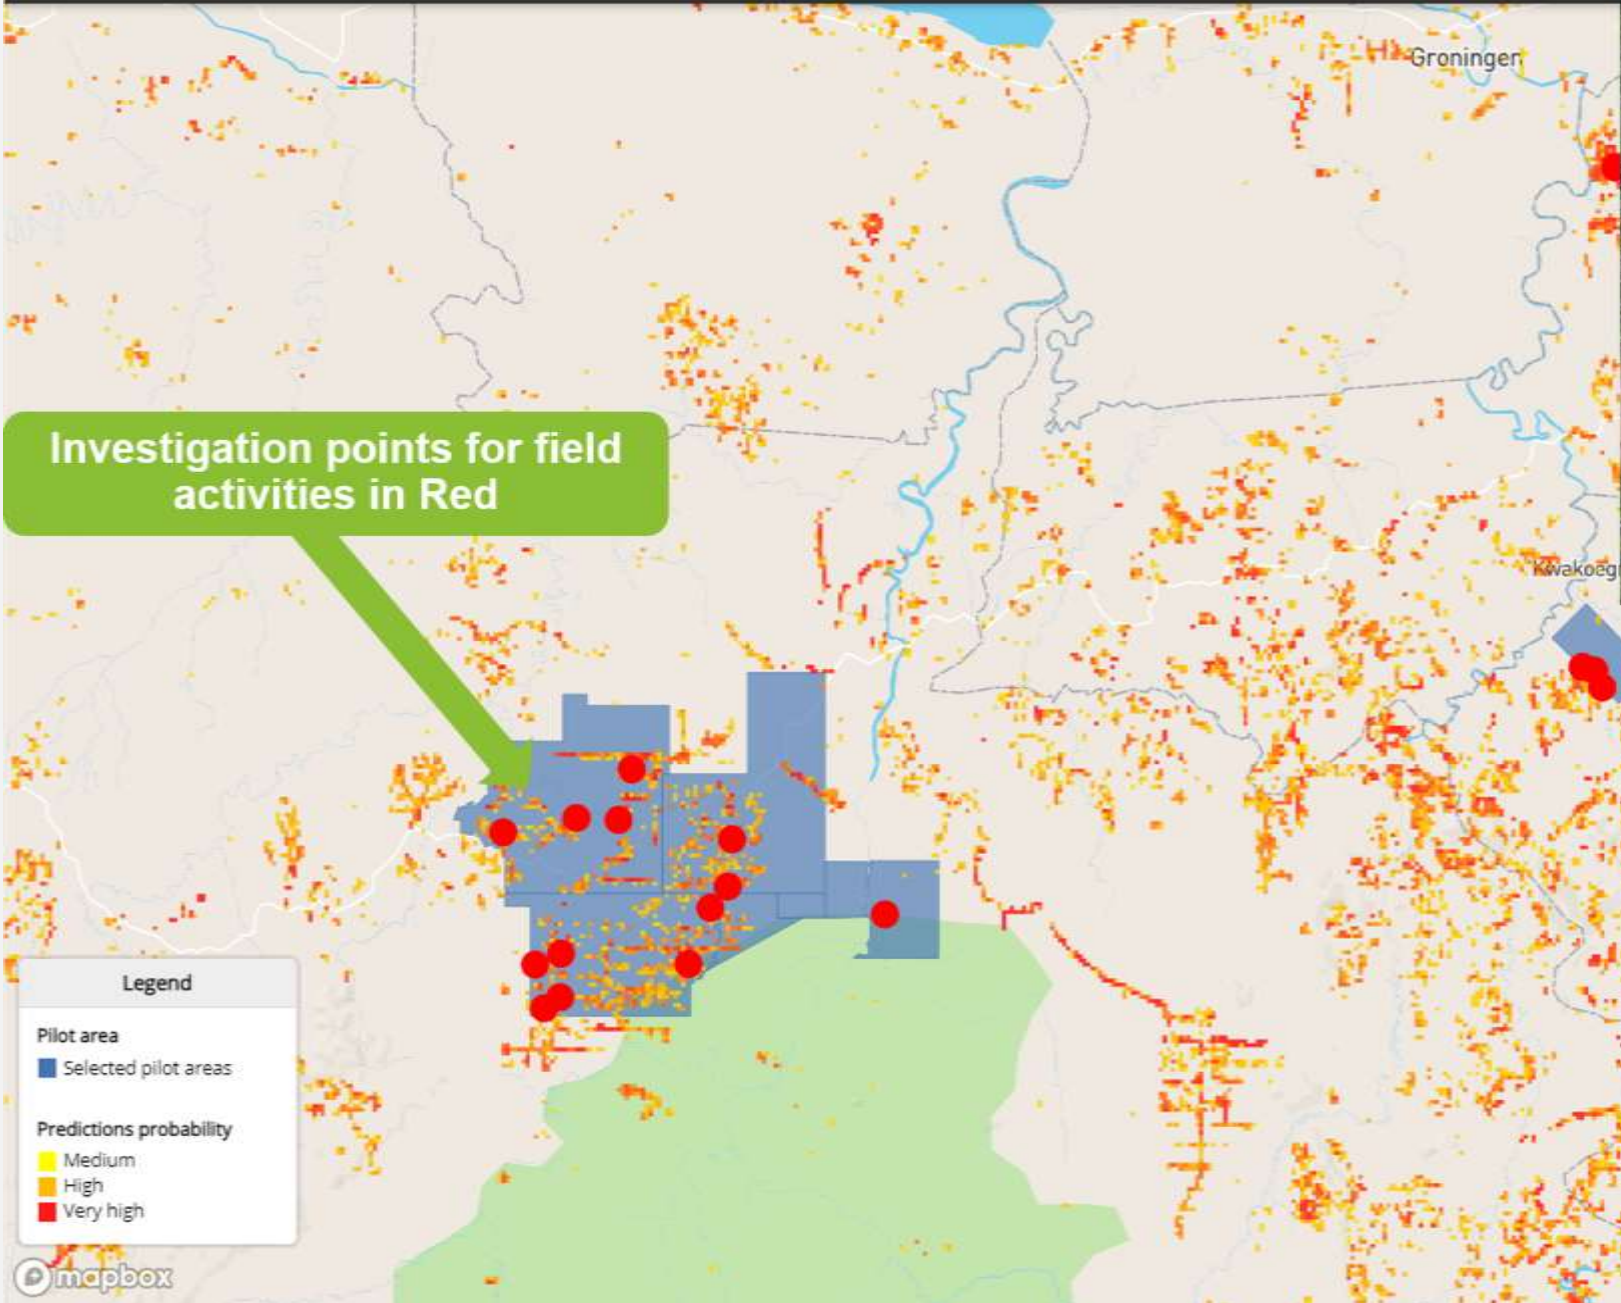 Groningen
Investigation points for field
activities in Red
Kwakoeg
Legend
Pilot area
Selected pilot areas
Predictions probability
Medium
High
Very high
mapbox